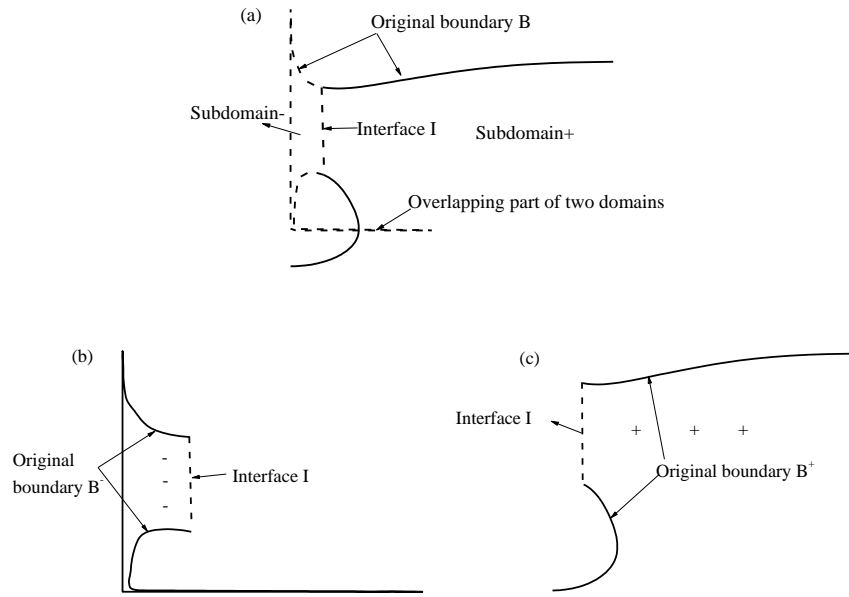 (a)
Original boundary B
Subdomain-
Interface I
Subdomain+
Overlapping part of two domains
(b)
Original
boundary B-
-
-
-
Interface I
(c)
Interface I
+ + +
Original boundary B+